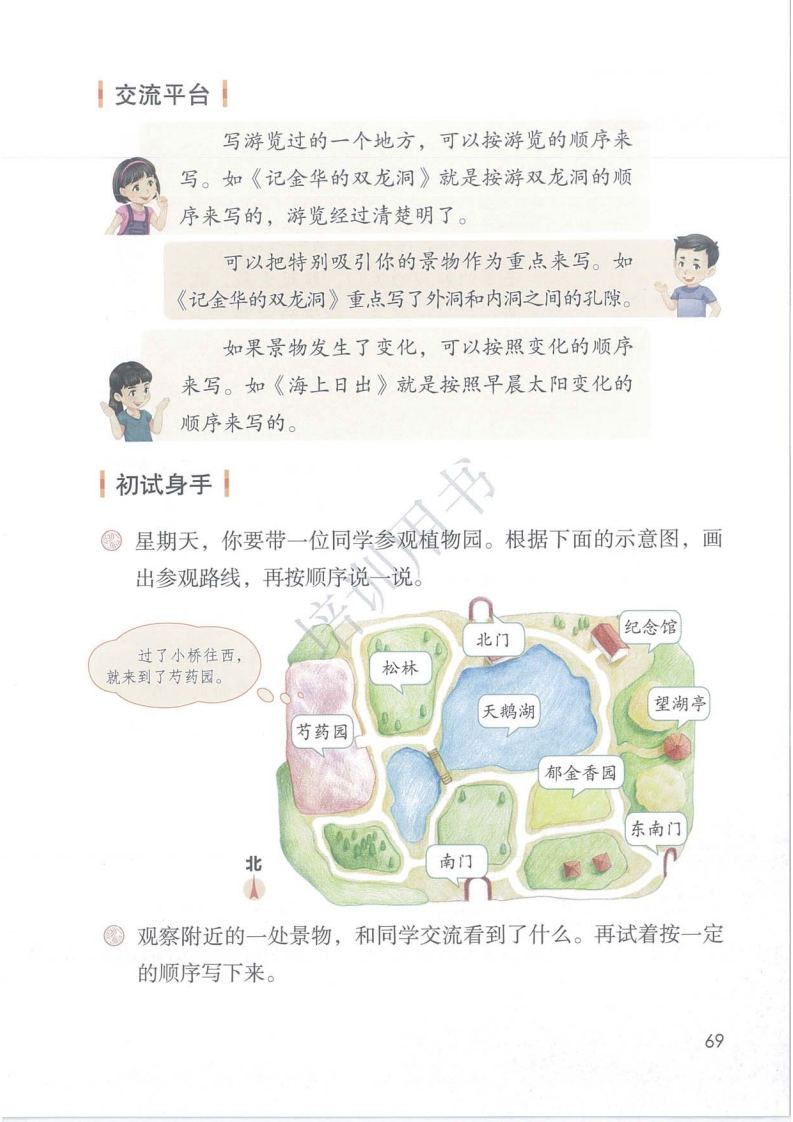 交流平台
写游览过的一个地方，可以按游览的顺序来
写。如《记金华的双龙洞》就是按游双龙洞的顺
序来写的，游览经过清楚明了。
可以把特别吸引你的景物作为重点来写。如
《记金华的双龙洞》重点写了外洞和内洞之间的孔隙。
如果景物发生了变化，可以按照变化的顺序
来写。如《海上日出》就是按照早晨太阳变化的
顺序来写的。
初试身手
星期天，你要带一位同学参观植物园。根据下面的示意图，画
出参观路线，再按顺序说一说。
培训用书
过了小桥往西，
就来到了芍药园。
北门
纪念馆
松林
天鹅湖
望湖亭
芍药园
郁金香园
东南门
南门
北
观察附近的一处景物，和同学交流看到了什么。再试着按一定
的顺序写下来。
69